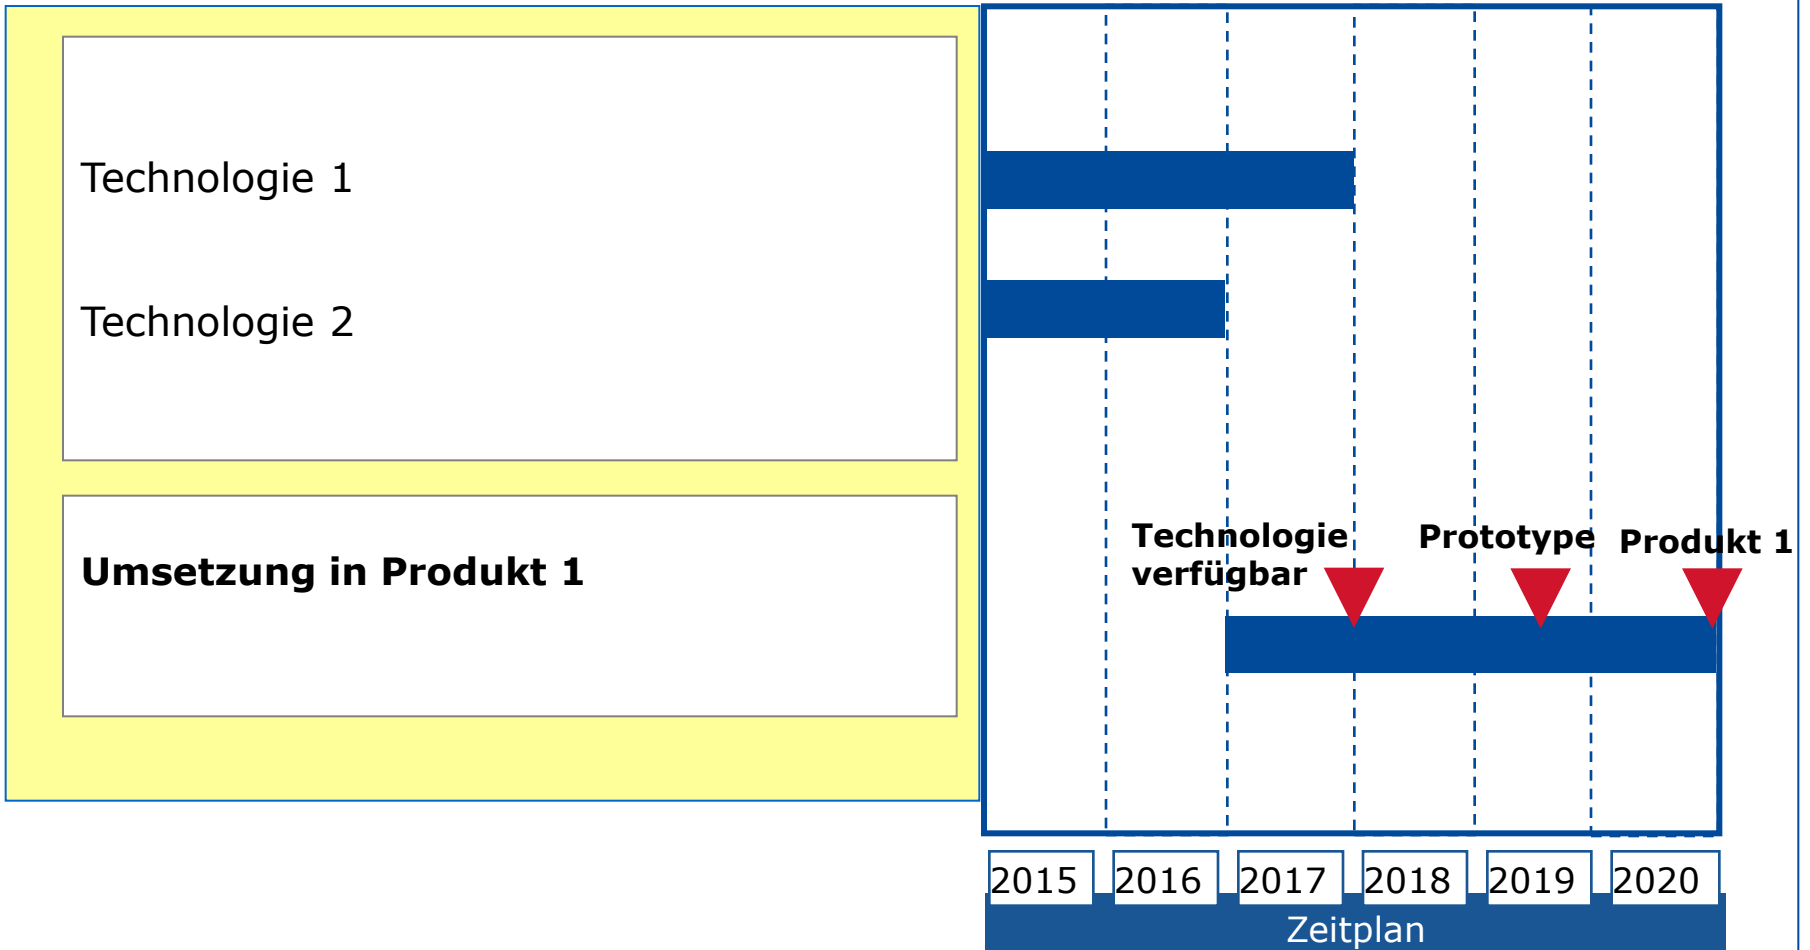 Technologie 1
Technologie 2
Umsetzung in Produkt 1
Technologie
verfügbar
Prototype
Produkt 1
2015 2016 2017 2018 2019 2020
Zeitplan